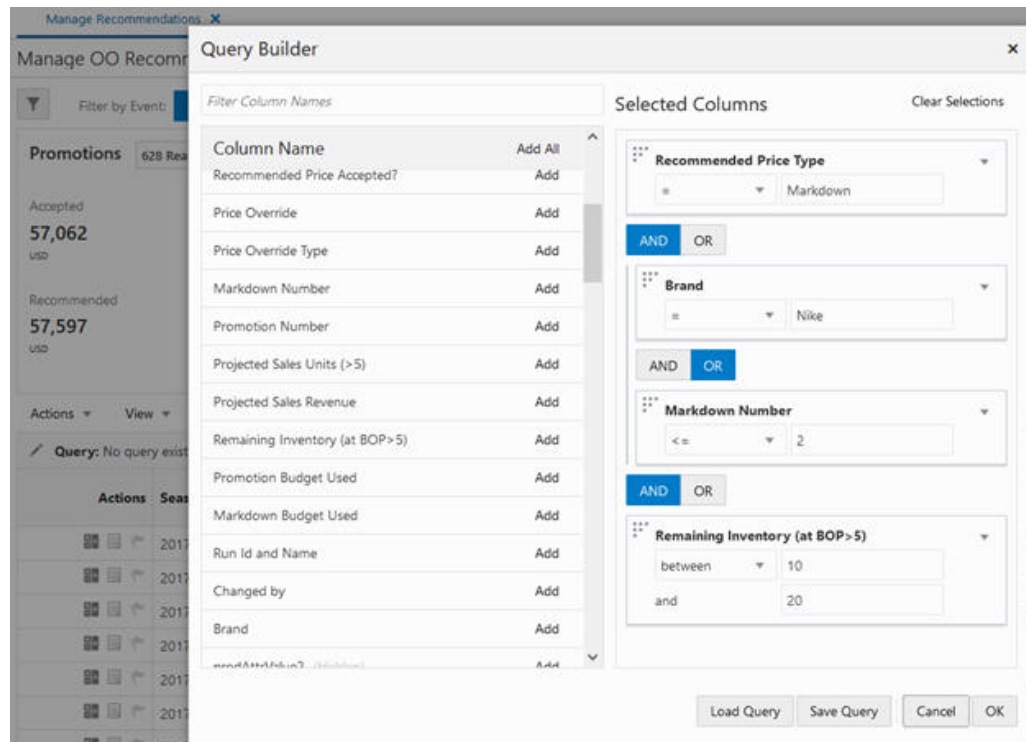 Manage Recommendations ✕
Manage OO Recomr
Query Builder
Filter by Event:
Promotions 628 Rea
Accepted
57,062
USD
Recommended
57,597
USD
Actions View
Query: No query exist
Actions Seas
2017
2017
2017
2017
2017
2017
Filter Column Names
Column Name Add All
Recommended Price Accepted? Add
Price Override Add
Price Override Type Add
Markdown Number Add
Promotion Number Add
Projected Sales Units (>5) Add
Projected Sales Revenue Add
Remaining Inventory (at BOP>5) Add
Promotion Budget Used Add
Markdown Budget Used Add
Run Id and Name Add
Changed by Add
Brand Add
prodAttrValue2 (Hidden) Add
Selected Columns Clear Selections
Recommended Price Type
= Markdown
AND OR
Brand
= Nike
AND OR
Markdown Number
<= 2
AND OR
Remaining Inventory (at BOP>5)
between 10
and 20
Load Query Save Query Cancel OK